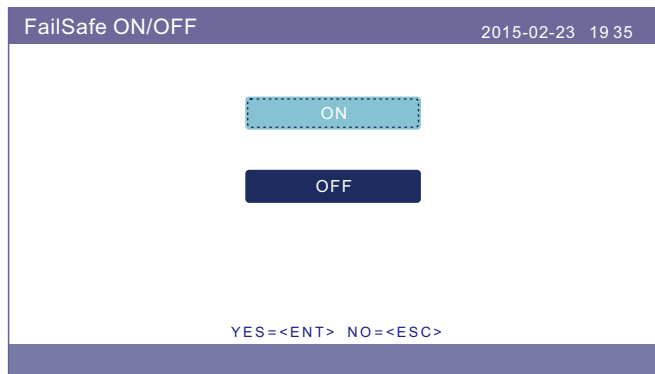 FailSafe ON/OFF 2015-02-23 19 35
ON
OFF
YES=<ENT> NO=<ESC>